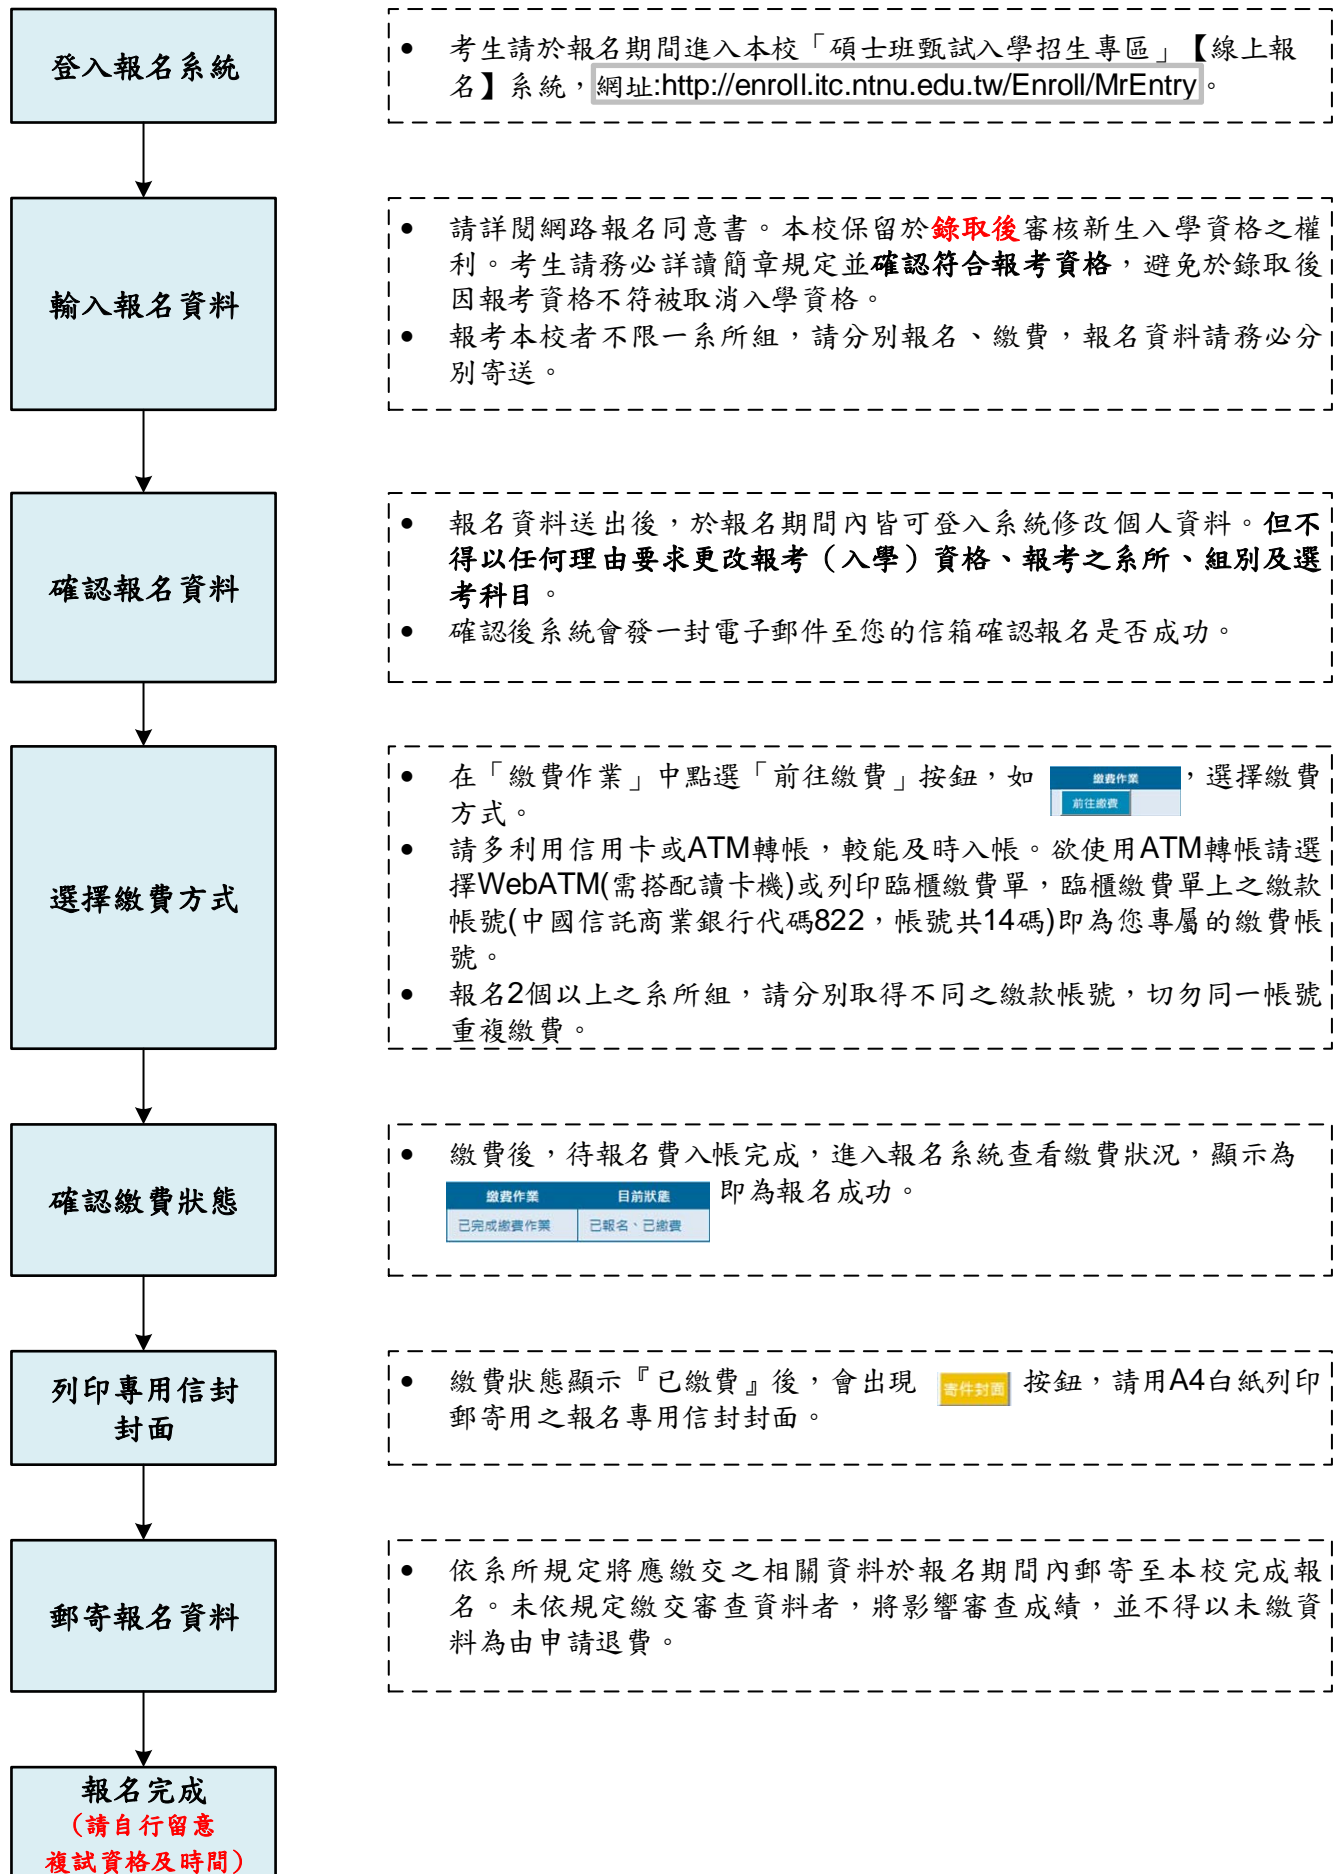 登入報名系統
• 考生請於報名期間進入本校「碩士班甄試入學招生專區」【線上報
名】系統，網址:http://enroll.itc.ntnu.edu.tw/Enroll/MrEntry。
輸入報名資料
• 請詳閱網路報名同意書。本校保留於錄取後審核新生入學資格之權
利。考生請務必詳讀簡章規定並確認符合報考資格，避免於錄取後
因報考資格不符被取消入學資格。
• 報考本校者不限一系所組，請分別報名、繳費，報名資料請務必分
別寄送。
確認報名資料
• 報名資料送出後，於報名期間內皆可登入系統修改個人資料。但不
得以任何理由要求更改報考（入學）資格、報考之系所、組別及選
考科目。
• 確認後系統會發一封電子郵件至您的信箱確認報名是否成功。
選擇繳費方式
• 在「繳費作業」中點選「前往繳費」按鈕，如 繳費作業 ，選擇繳費
前往繳費
方式。
• 請多利用信用卡或ATM轉帳，較能及時入帳。欲使用ATM轉帳請選
擇WebATM(需搭配讀卡機)或列印臨櫃繳費單，臨櫃繳費單上之繳款
帳號(中國信託商業銀行代碼822，帳號共14碼)即為您專屬的繳費帳
號。
• 報名2個以上之系所組，請分別取得不同之繳款帳號，切勿同一帳號
重複繳費。
確認繳費狀態
• 繳費後，待報名費入帳完成，進入報名系統查看繳費狀況，顯示為
繳費作業 目前狀態 即為報名成功。
已完成繳費作業 已報名、已繳費
列印專用信封
封面
• 繳費狀態顯示『已繳費』後，會出現 寄件封面 按鈕，請用A4白紙列印
郵寄用之報名專用信封封面。
郵寄報名資料
• 依系所規定將應繳交之相關資料於報名期間內郵寄至本校完成報
名。未依規定繳交審查資料者，將影響審查成績，並不得以未繳資
料為由申請退費。
報名完成
（請自行留意
複試資格及時間）